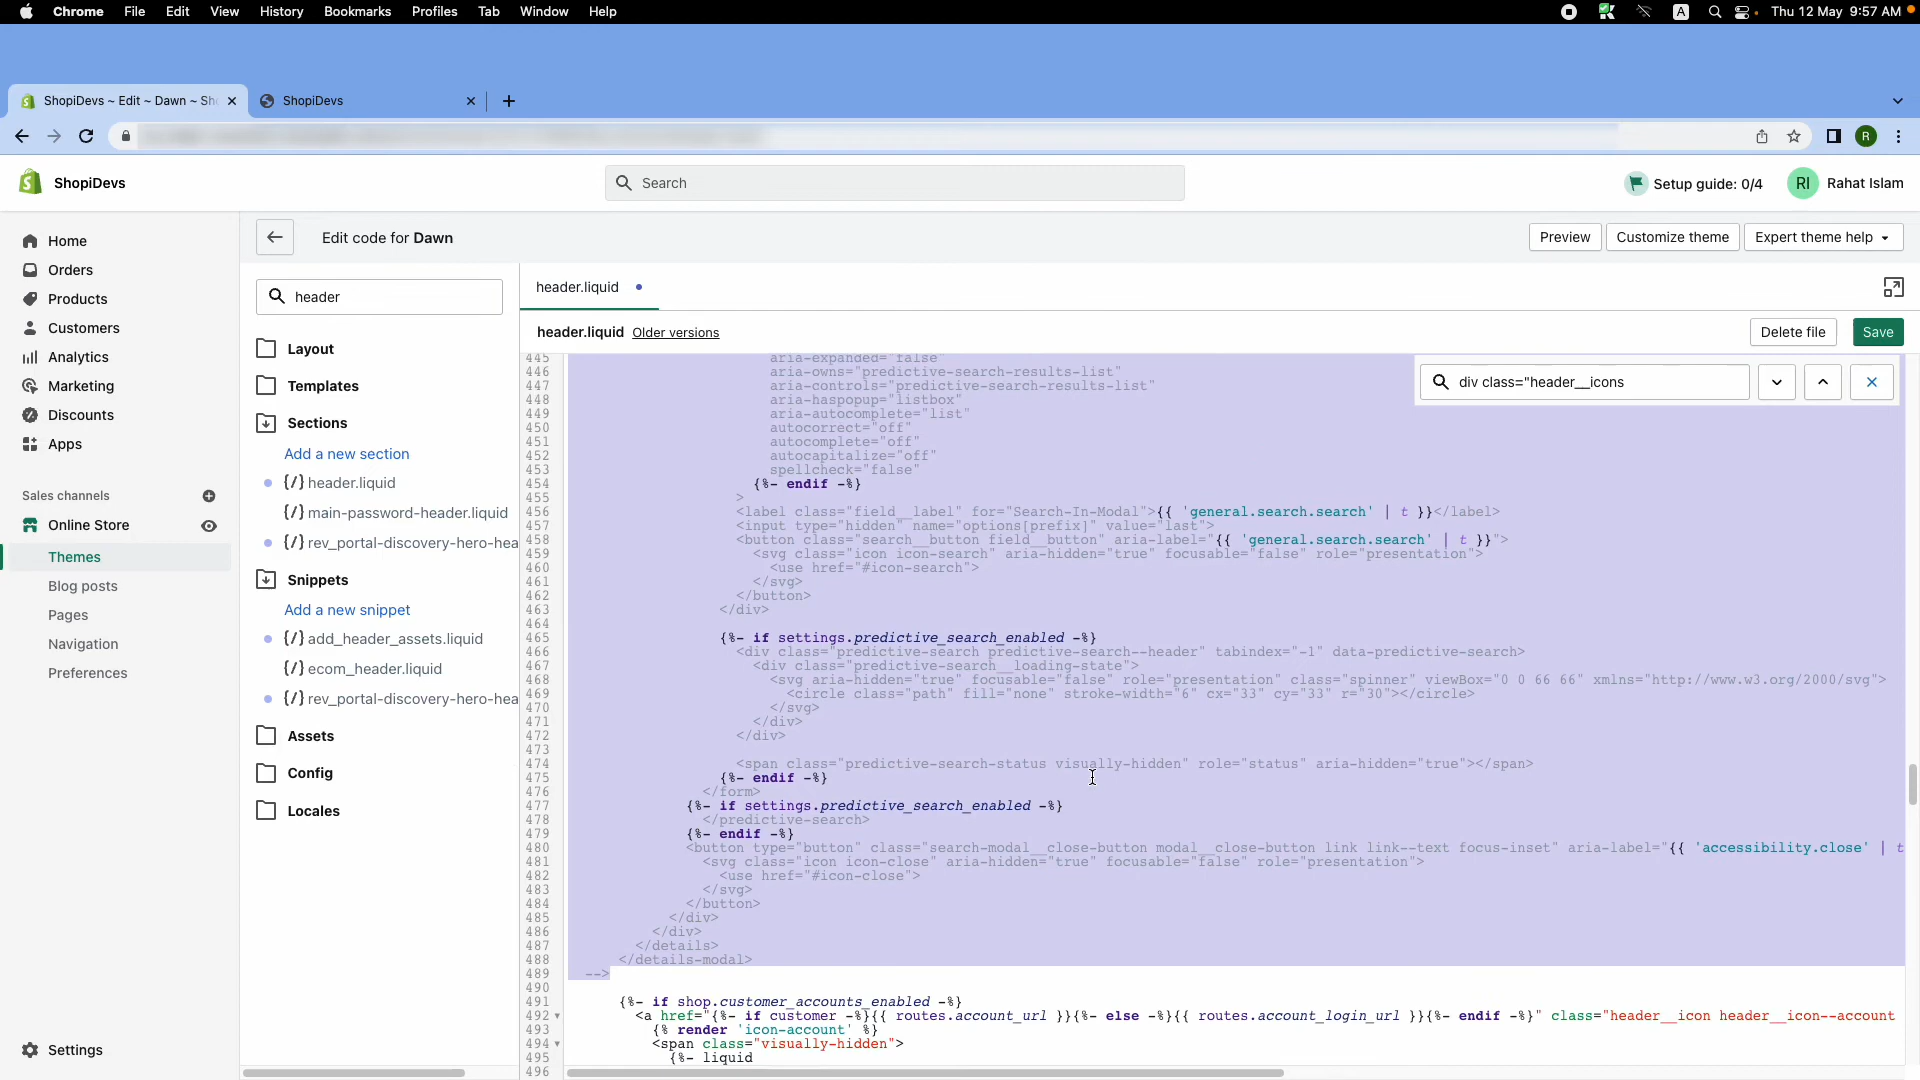 Chrome File Edit View History Bookmarks Profiles Tab Window Help
A Thu 12 May 9:57 AM
ShopiDevs ~ Edit ~ Dawn ~ Sh
ShopiDevs
R
ShopiDevs
Search
Setup guide: 0/4
RI Rahat Islam
Home
Orders
Products
Customers
Analytics
Marketing
Discounts
Apps
Sales channels
Online Store
Themes
Blog posts
Pages
Navigation
Preferences
Settings
Edit code for Dawn
Preview
Customize theme
Expert theme help
header
Layout
Templates
Sections
Add a new section
{/} header.liquid
{/} main-password-header.liquid
{/} rev_portal-discovery-hero-hea
Snippets
Add a new snippet
{/} add_header_assets.liquid
{/} ecom_header.liquid
{/} rev_portal-discovery-hero-hea
Assets
Config
Locales
header.liquid
header.liquid Older versions
Delete file
Save
div class="header__icons
445 aria-expanded="false"
446 aria-owns="predictive-search-results-list"
447 aria-controls="predictive-search-results-list"
448 aria-haspopup="listbox"
449 aria-autocomplete="list"
450 autocorrect="off"
451 autocomplete="off"
452 autocapitalize="off"
453 spellcheck="false"
454 {%- endif -%}
455 >
456 <label class="field__label" for="Search-In-Modal">{{ 'general.search.search' | t }}</label>
457 <input type="hidden" name="options[prefix]" value="last">
458 <button class="search__button field__button" aria-label="{{ 'general.search.search' | t }}">
459 <svg class="icon icon-search" aria-hidden="true" focusable="false" role="presentation">
460 <use href="#icon-search">
461 </svg>
462 </button>
463 </div>
464
465 {%- if settings.predictive_search_enabled -%}
466 <div class="predictive-search predictive-search--header" tabindex="-1" data-predictive-search>
467 <div class="predictive-search__loading-state">
468 <svg aria-hidden="true" focusable="false" role="presentation" class="spinner" viewBox="0 0 66 66" xmlns="http://www.w3.org/2000/svg">
469 <circle class="path" fill="none" stroke-width="6" cx="33" cy="33" r="30"></circle>
470 </svg>
471 </div>
472 </div>
473
474 <span class="predictive-search-status visually-hidden" role="status" aria-hidden="true"></span>
475 {%- endif -%}
476 </form>
477 {%- if settings.predictive_search_enabled -%}
478 </predictive-search>
479 {%- endif -%}
480 <button type="button" class="search-modal__close-button modal__close-button link link--text focus-inset" aria-label="{{ 'accessibility.close' | t
481 <svg class="icon icon-close" aria-hidden="true" focusable="false" role="presentation">
482 <use href="#icon-close">
483 </svg>
484 </button>
485 </div>
486 </div>
487 </details>
488 </details-modal>
489 -->
490
491 {%- if shop.customer_accounts_enabled -%}
492 <a href="{%- if customer -%}{{ routes.account_url }}{%- else -%}{{ routes.account_login_url }}{%- endif -%}" class="header__icon header__icon--account
493 {% render 'icon-account' %}
494 <span class="visually-hidden">
495 {%- liquid
496